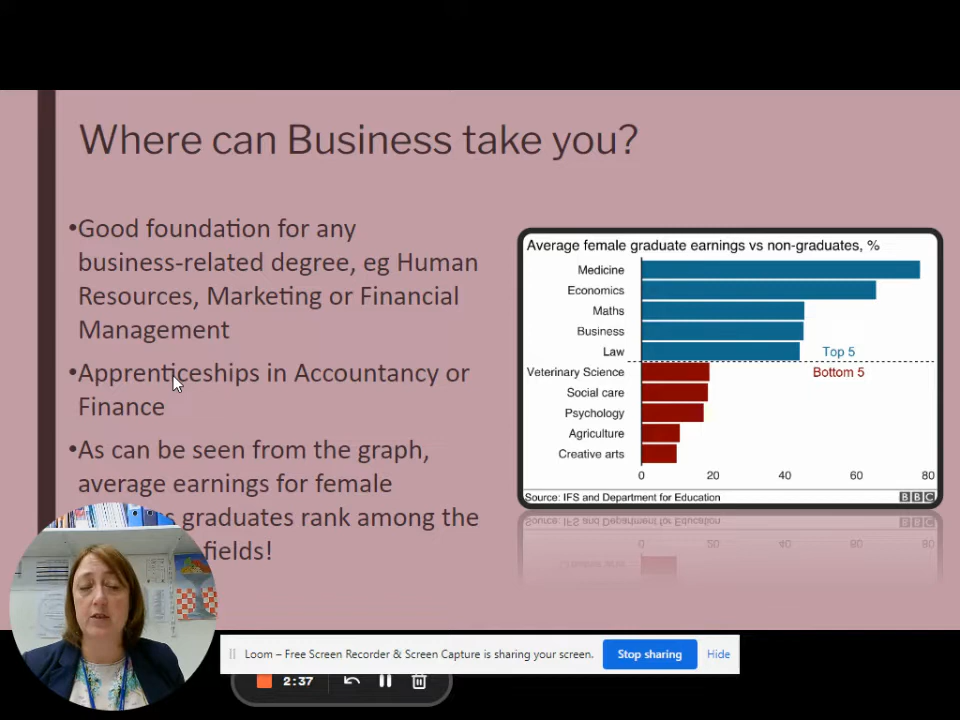 Where can Business take you?
•Good foundation for any
business-related degree, eg Human
Resources, Marketing or Financial
Management
•Apprenticeships in Accountancy or
Finance
•As can be seen from the graph,
average earnings for female
graduates rank among the
fields!
Average female graduate earnings vs non-graduates, %
Medicine
Economics
Maths
Business
Law
Top 5
Veterinary Science
Bottom 5
Social care
Psychology
Agriculture
Creative arts
0 20 40 60 80
Source: IFS and Department for Education
BBC
Loom – Free Screen Recorder & Screen Capture is sharing your screen.
Stop sharing
Hide
2:37